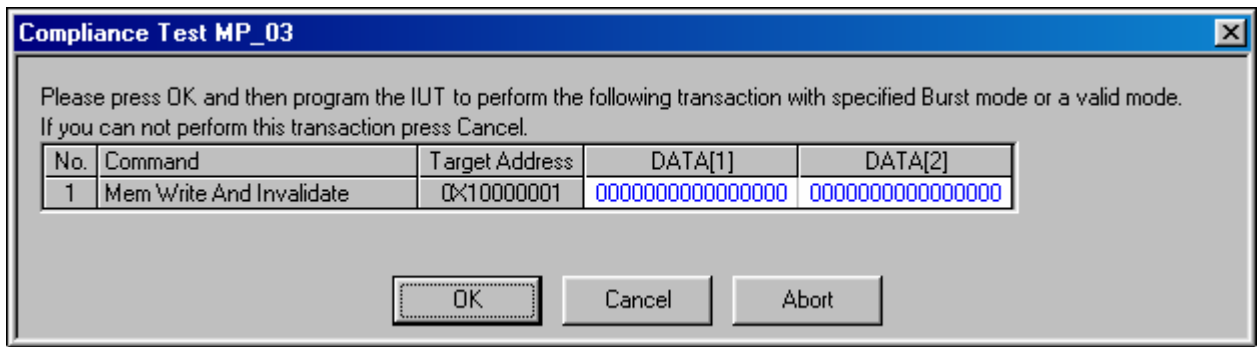 Compliance Test MP_03
Please press OK and then program the IUT to perform the following transaction with specified Burst mode or a valid mode.
If you can not perform this transaction press Cancel.
No. Command Target Address DATA[1] DATA[2]
1 Mem Write And Invalidate 0X10000001 0000000000000000 0000000000000000
OK Cancel Abort